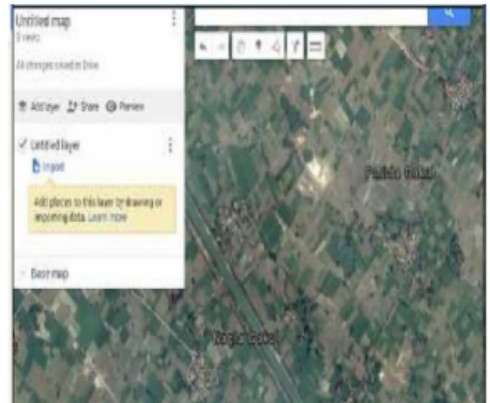 Untitled map
All changes saved in Drive
Add layer Share Preview
Untitled layer
Import
Add places to this layer by drawing or
importing data. Learn more
Base map